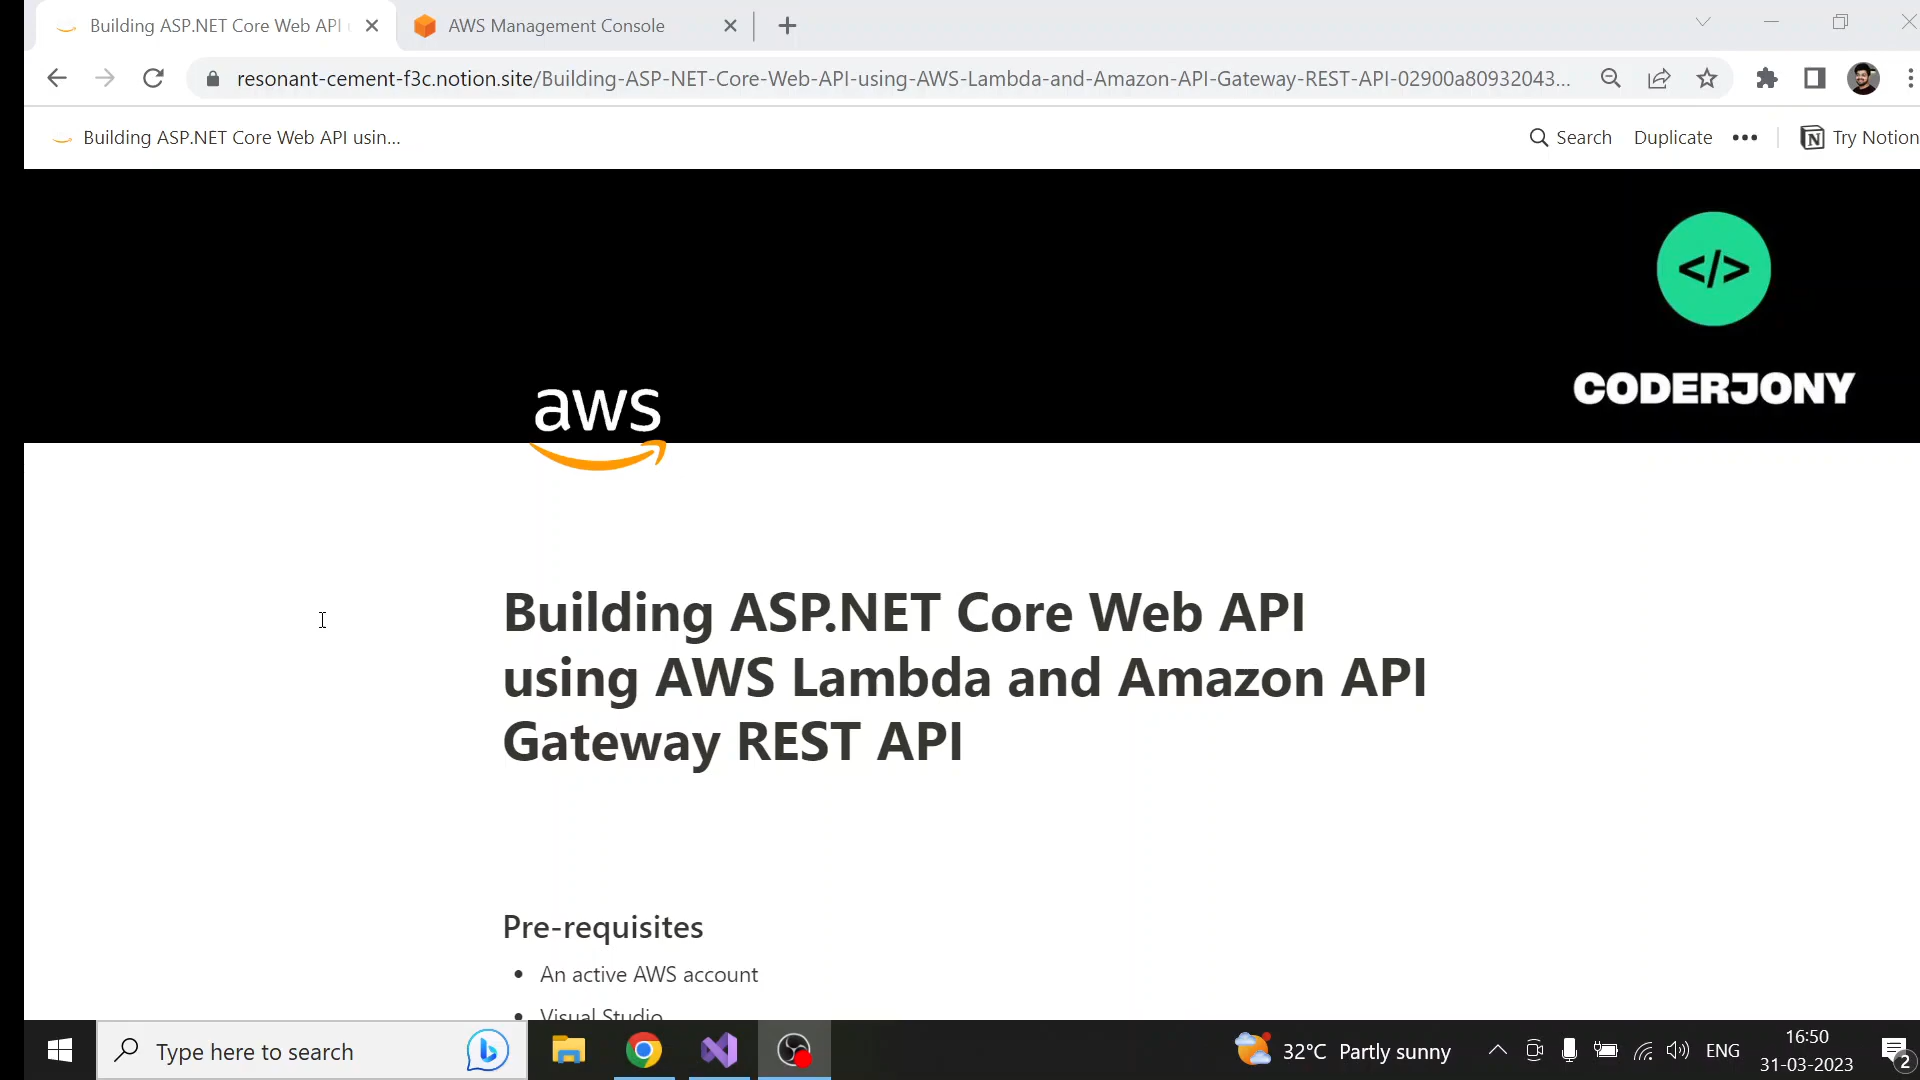 Building ASP.NET Core Web API
AWS Management Console
resonant-cement-f3c.notion.site/Building-ASP-NET-Core-Web-API-using-AWS-Lambda-and-Amazon-API-Gateway-REST-API-02900a80932043...
Building ASP.NET Core Web API usin...
Search
Duplicate
Try Notion
</>
CODERJONY
aws
Building ASP.NET Core Web API
using AWS Lambda and Amazon API
Gateway REST API
Pre-requisites
• An active AWS account
• Visual Studio
Type here to search
32°C Partly sunny
ENG
16:50
31-03-2023
2